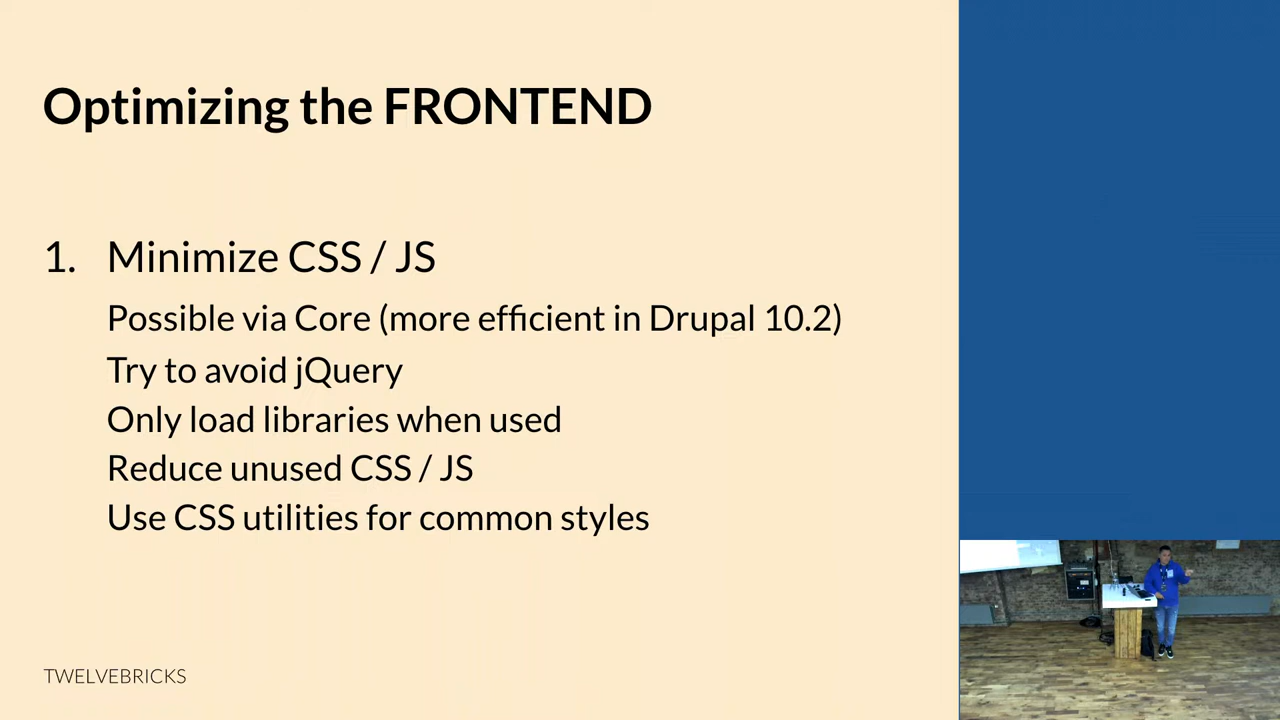 Optimizing the FRONTEND
1. Minimize CSS / JS
Possible via Core (more efficient in Drupal 10.2)
Try to avoid jQuery
Only load libraries when used
Reduce unused CSS / JS
Use CSS utilities for common styles
TWELVEBRICKS